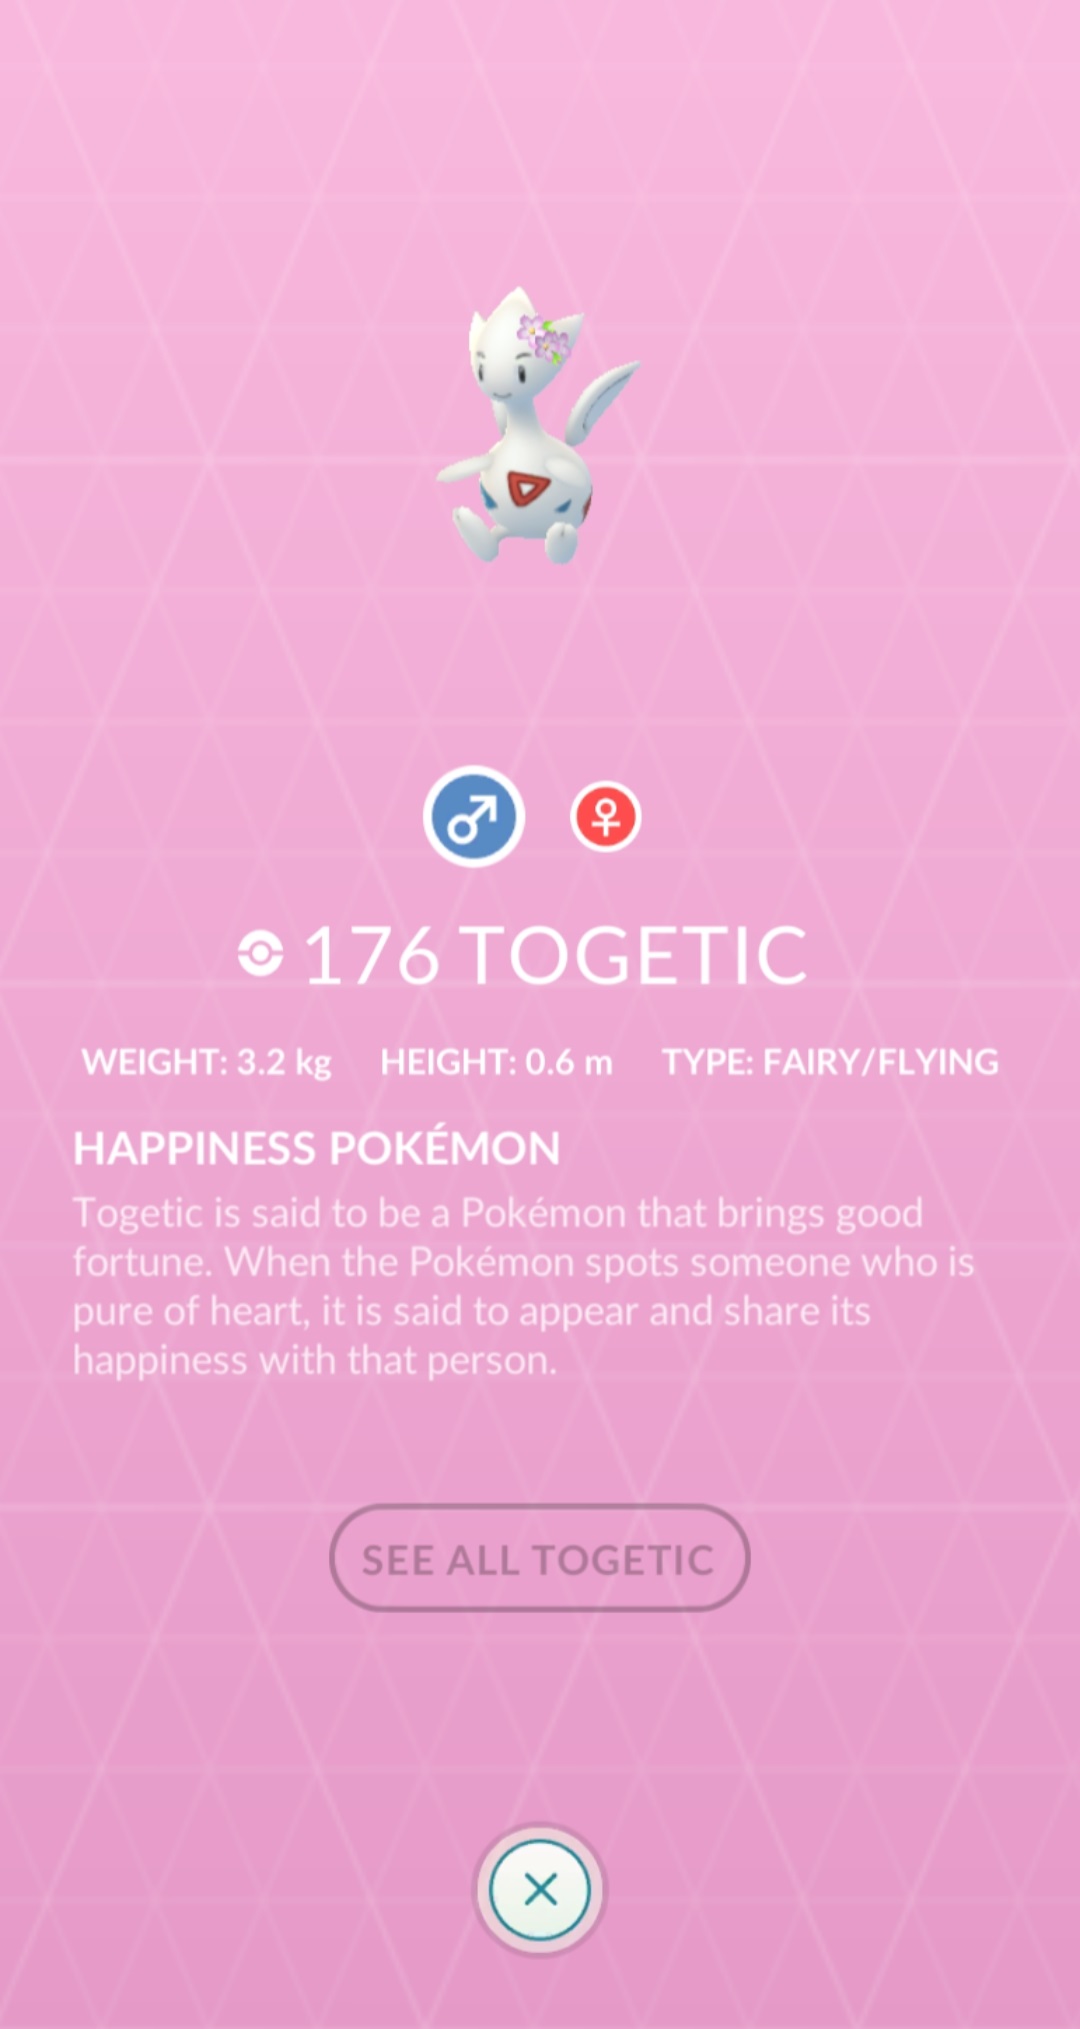 176 TOGETIC
WEIGHT: 3.2 kg HEIGHT: 0.6 m TYPE: FAIRY/FLYING
HAPPINESS POKÉMON
Togetic is said to be a Pokémon that brings good
fortune. When the Pokémon spots someone who is
pure of heart, it is said to appear and share its
happiness with that person.
SEE ALL TOGETIC